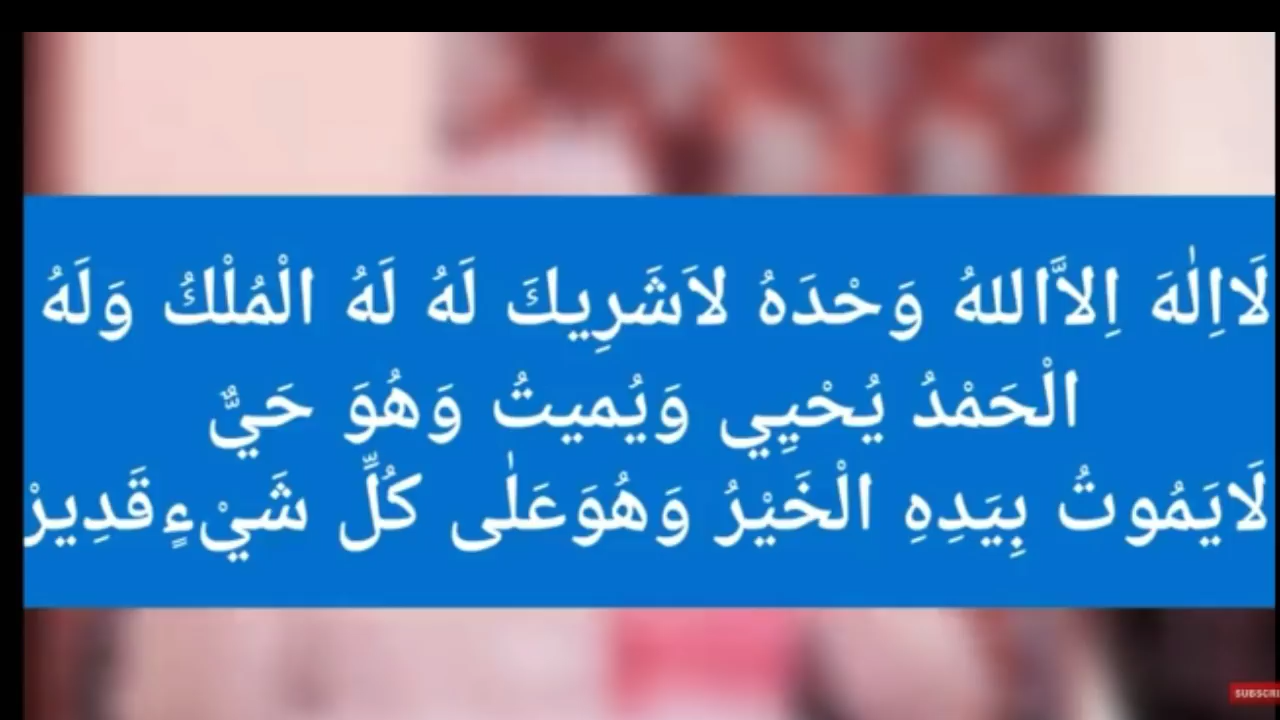 لَااِلٰهَ اِلاَّاللهُ وَحْدَهُ لاَشَرِيكَ لَهُ لَهُ الْمُلْكُ وَلَهُ
الْحَمْدُ يُحْيِي وَيُميتُ وَهُوَ حَيٌّ
لَايَمُوتُ بِيَدِهِ الْخَيْرُ وَهُوَعَلٰى كُلِّ شَيْءٍقَدِيرْ